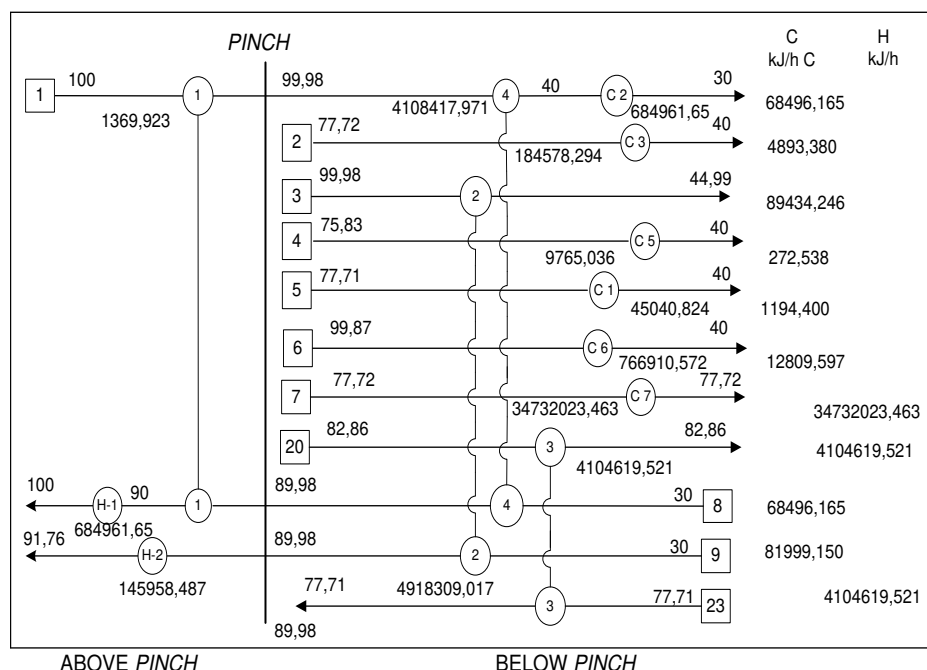 C H
PINCH kJ/h C kJ/h
1 100 1 99,98 4 40 C 2 30
1369,923 4108417,971 684961,65 68496,165
2 77,72 C 3 40
184578,294 4893,380
3 99,98 2 44,99 89434,246
4 75,83 C 5 40
9765,036 272,538
5 77,71 C 1 40
45040,824 1194,400
6 99,87 C 6 40
766910,572 12809,597
7 77,72 C 7 77,72
34732023,463 34732023,463
20 82,86 3 82,86
4104619,521 4104619,521
100 H-1 90 1 89,98 4 30 8 68496,165
684961,65
91,76 H-2 89,98 2 30 9 81999,150
145958,487 4918309,017
77,71 3 77,71 23 4104619,521
89,98
ABOVE PINCH BELOW PINCH